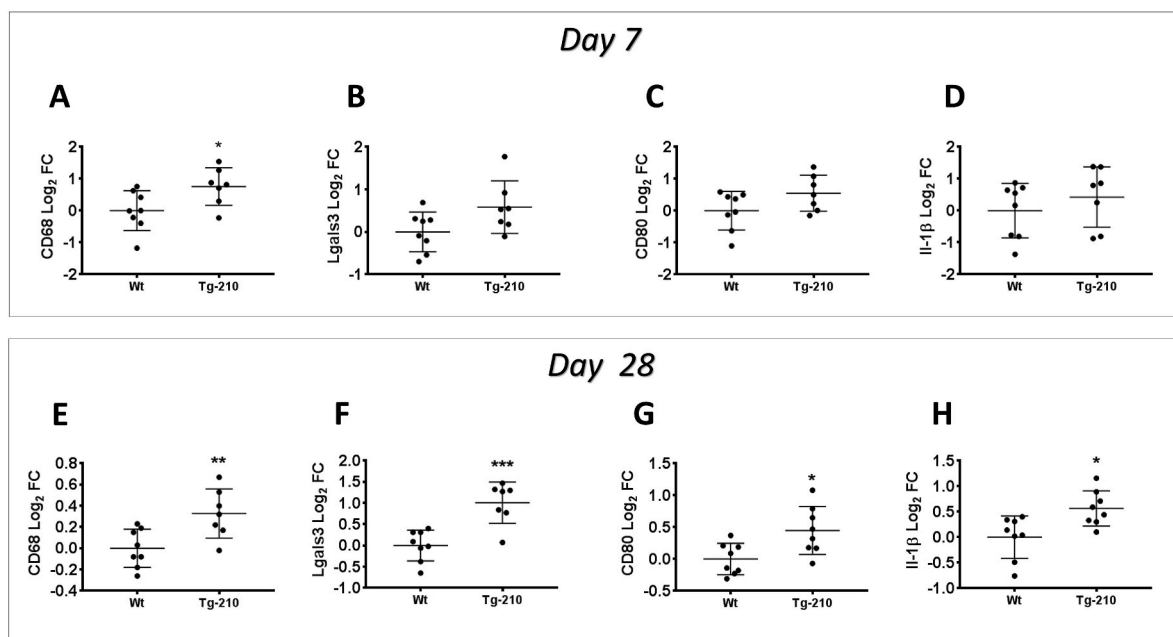 Day 7
A
B
C
D
CD68 Log2 FC
2
1
0
-1
-2
*
Wt
Tg-210
Lgals3 Log2 FC
2
1
0
-1
Wt
Tg-210
CD80 Log2 FC
2
1
0
-1
-2
Wt
Tg-210
Il-1β Log2 FC
2
1
0
-1
-2
Wt
Tg-210
Day 28
E
F
G
H
CD68 Log2 FC
0.8
0.6
0.4
0.2
0.0
-0.2
-0.4
**
Wt
Tg-210
Lgals3 Log2 FC
2.0
1.5
1.0
0.5
0.0
-0.5
-1.0
***
Wt
Tg-210
CD80 Log2 FC
1.5
1.0
0.5
0.0
-0.5
*
Wt
Tg-210
Il-1β Log2 FC
1.5
1.0
0.5
0.0
-0.5
-1.0
*
Wt
Tg-210